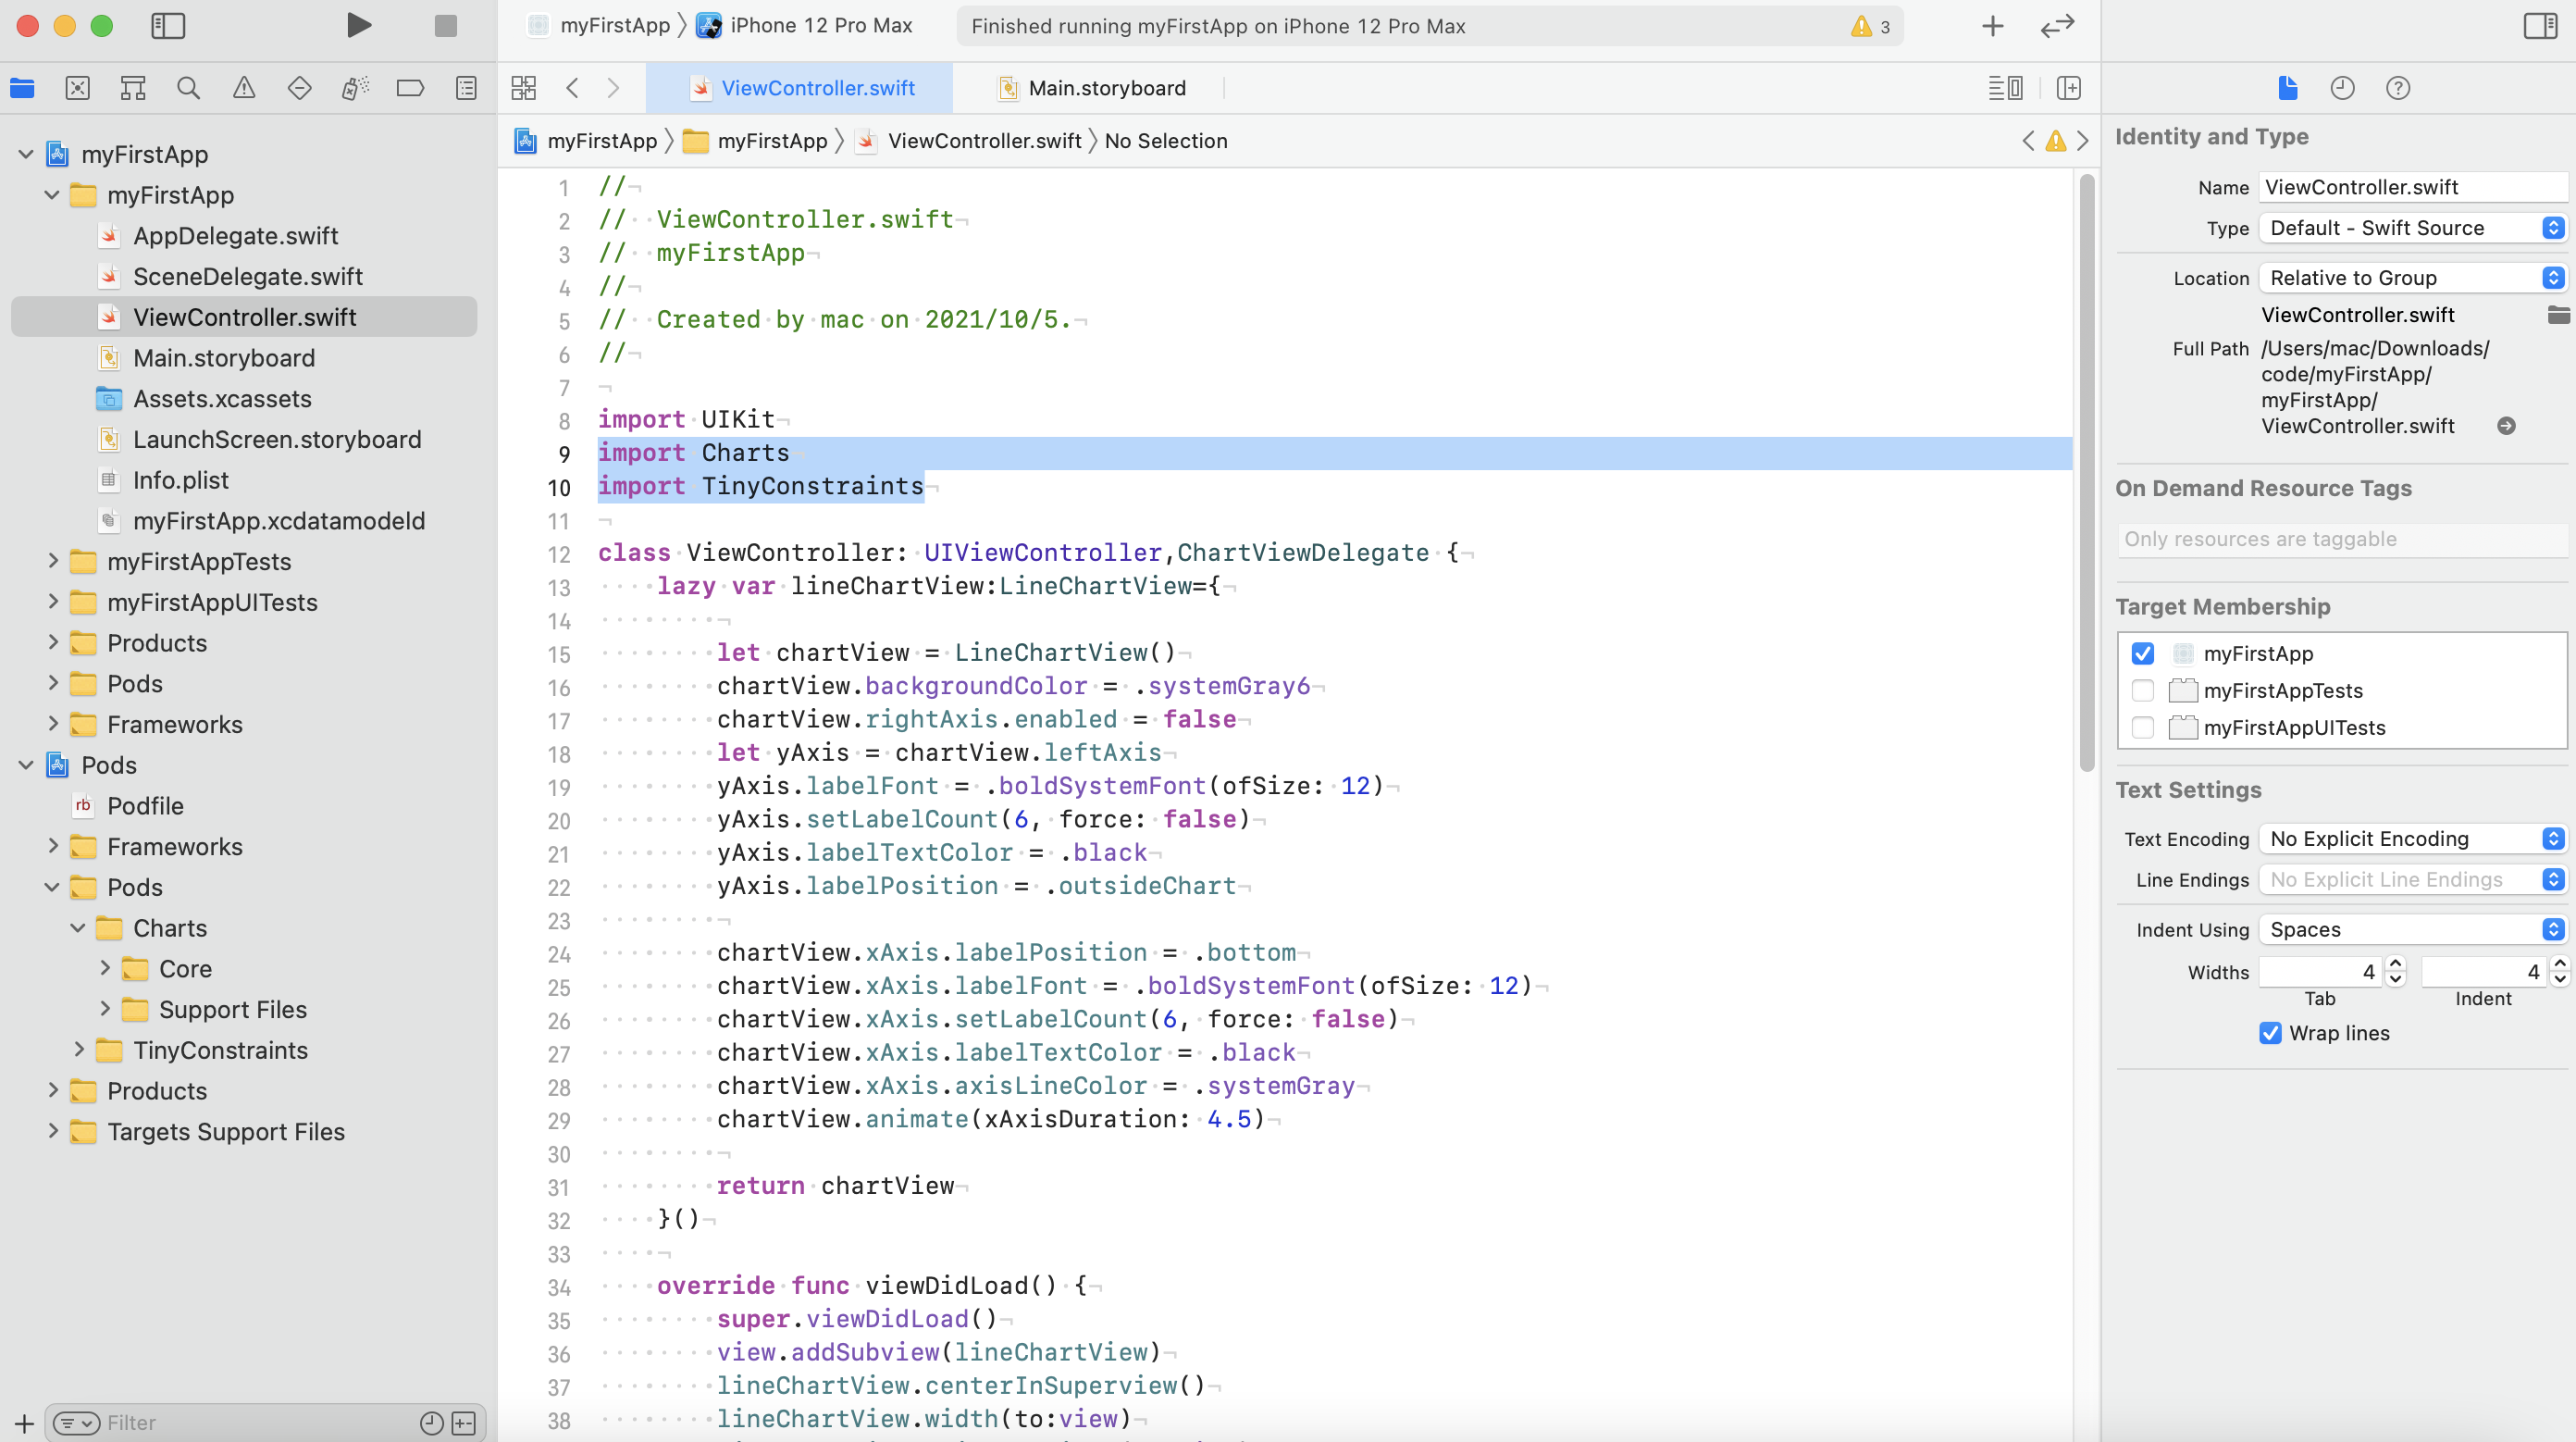 myFirstApp
iPhone 12 Pro Max
Finished running myFirstApp on iPhone 12 Pro Max
3
ViewController.swift
Main.storyboard
myFirstApp
myFirstApp
ViewController.swift
No Selection
myFirstApp
myFirstApp
AppDelegate.swift
SceneDelegate.swift
ViewController.swift
Main.storyboard
Assets.xcassets
LaunchScreen.storyboard
Info.plist
myFirstApp.xcdatamodeld
myFirstAppTests
myFirstAppUITests
Products
Pods
Frameworks
Pods
rb Podfile
Frameworks
Pods
Charts
Core
Support Files
TinyConstraints
Products
Targets Support Files
Filter
1 //
2 // ViewController.swift
3 // myFirstApp
4 //
5 // Created by mac on 2021/10/5.
6 //
7
8 import UIKit
9 import Charts
10 import TinyConstraints
11
12 class ViewController: UIViewController,ChartViewDelegate {
13 lazy var lineChartView:LineChartView={
14
15 let chartView = LineChartView()
16 chartView.backgroundColor = .systemGray6
17 chartView.rightAxis.enabled = false
18 let yAxis = chartView.leftAxis
19 yAxis.labelFont = .boldSystemFont(ofSize: 12)
20 yAxis.setLabelCount(6, force: false)
21 yAxis.labelTextColor = .black
22 yAxis.labelPosition = .outsideChart
23
24 chartView.xAxis.labelPosition = .bottom
25 chartView.xAxis.labelFont = .boldSystemFont(ofSize: 12)
26 chartView.xAxis.setLabelCount(6, force: false)
27 chartView.xAxis.labelTextColor = .black
28 chartView.xAxis.axisLineColor = .systemGray
29 chartView.animate(xAxisDuration: 4.5)
30
31 return chartView
32 }()
33
34 override func viewDidLoad() {
35 super.viewDidLoad()
36 view.addSubview(lineChartView)
37 lineChartView.centerInSuperview()
38 lineChartView.width(to:view)
Identity and Type
Name ViewController.swift
Type Default - Swift Source
Location Relative to Group
ViewController.swift
Full Path /Users/mac/Downloads/
code/myFirstApp/
myFirstApp/
ViewController.swift
On Demand Resource Tags
Only resources are taggable
Target Membership
myFirstApp
myFirstAppTests
myFirstAppUITests
Text Settings
Text Encoding No Explicit Encoding
Line Endings No Explicit Line Endings
Indent Using Spaces
Widths 4 4
Tab Indent
Wrap lines